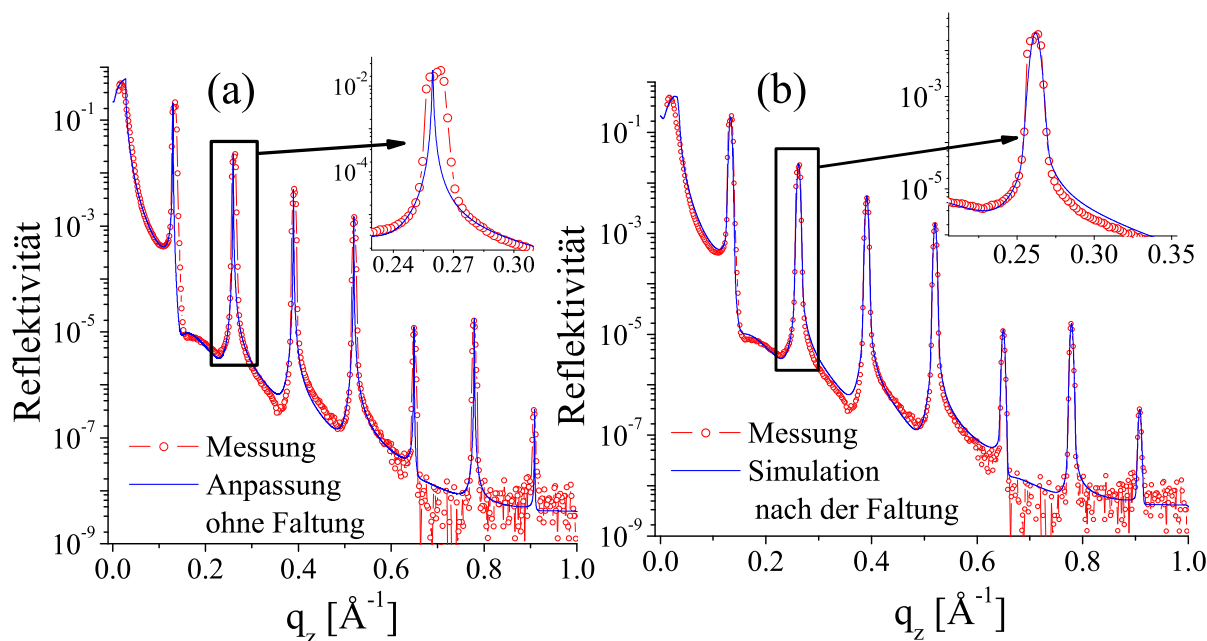 (a)
Reflektivität
10⁻¹
10⁻³
10⁻⁵
10⁻⁷
10⁻⁹
0.0 0.2 0.4 0.6 0.8 1.0
q_z [Å⁻¹]
Messung
Anpassung
ohne Faltung
10⁻²
10⁻⁴
0.24 0.27 0.30
(b)
Reflektivität
10⁻¹
10⁻³
10⁻⁵
10⁻⁷
10⁻⁹
0.0 0.2 0.4 0.6 0.8 1.0
q_z [Å⁻¹]
Messung
Simulation
nach der Faltung
10⁻³
10⁻⁵
0.25 0.30 0.35